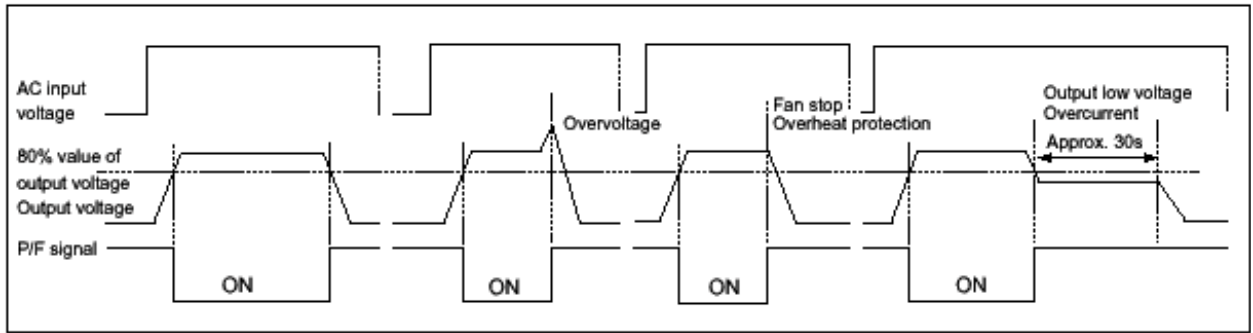 AC input
voltage
80% value of
output voltage
Output voltage
P/F signal
Overvoltage
Fan stop
Overheat protection
Output low voltage
Overcurrent
Approx. 30s
ON
ON
ON
ON